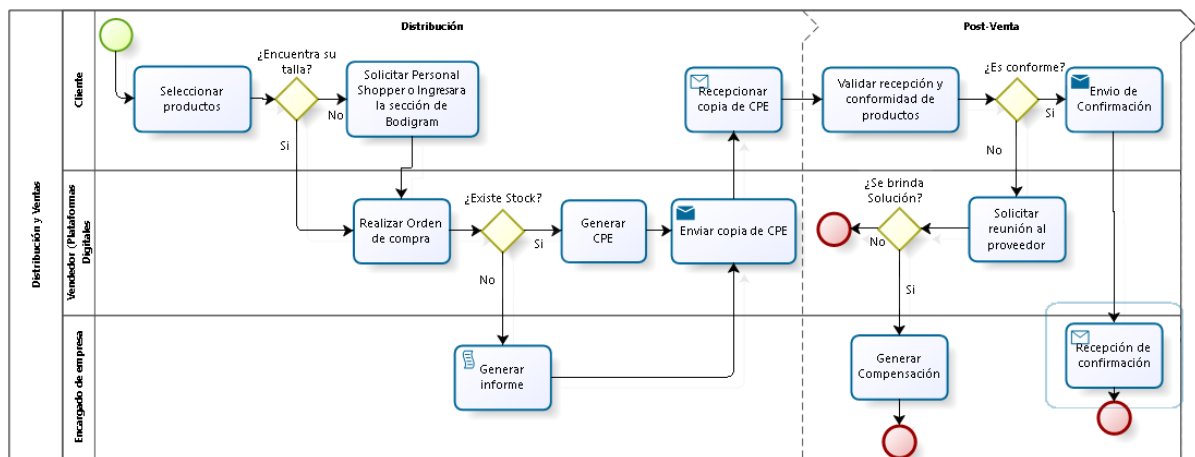 Distribución y Ventas
Distribución
Post-Venta
Cliente
Seleccionar
productos
¿Encuentra su
talla?
No
Si
Solicitar Personal
Shopper o Ingresara
la sección de
Bodigram
Recepcionar
copia de CPE
Validar recepción y
conformidad de
productos
¿Es conforme?
Si
No
Envio de
Confirmación
Vendedor (Plataformas
Digitales
Realizar Orden
de compra
¿Existe Stock?
Si
No
Generar
CPE
Enviar copia de CPE
¿Se brinda
Solución?
No
Si
Solicitar
reunión al
proveedor
Encargado de empresa
Generar
informe
Generar
Compensación
Recepción de
confirmación